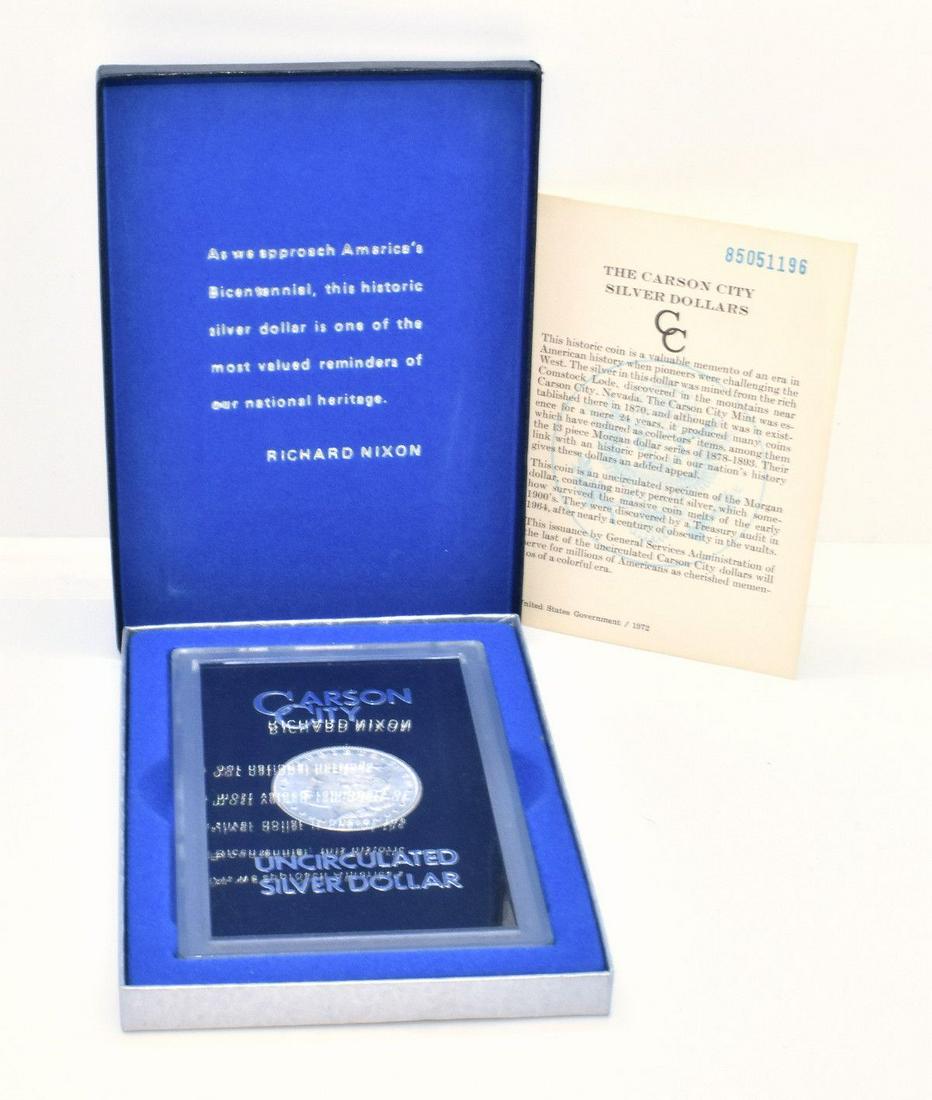 As we approach America's
Bicentennial, this historic
silver dollar is one of the
most valued reminders of
our national heritage.
RICHARD NIXON
85051196
THE CARSON CITY
SILVER DOLLARS
CC
This historic coin is a valuable memento of an era in
American history when pioneers were challenging the
West. The silver in this dollar was mined from the rich
Comstock Lode, discovered in the mountains near
Carson City, Nevada. The Carson City Mint was es-
tablished there in 1870, and although it was in exist-
ence for a mere 24 years, it produced many coins
which have endured as collectors' items, among them
the 13 piece Morgan dollar series of 1878-1893. Their
link with an historic period in our nation's history
gives these dollars an added appeal.
This coin is an uncirculated specimen of the Morgan
dollar, containing ninety percent silver, which some-
how survived the massive coin melts of the early
1900's. They were discovered by a Treasury audit in
1964, after nearly a century of obscurity in the vaults.
This issuance by General Services Administration of
the last of the uncirculated Carson City dollars will
erve for millions of Americans as cherished memen-
os of a colorful era.
United States Government / 1972
CARSON
CITY
RICHARD NIXON
UNCIRCULATED
SILVER DOLLAR